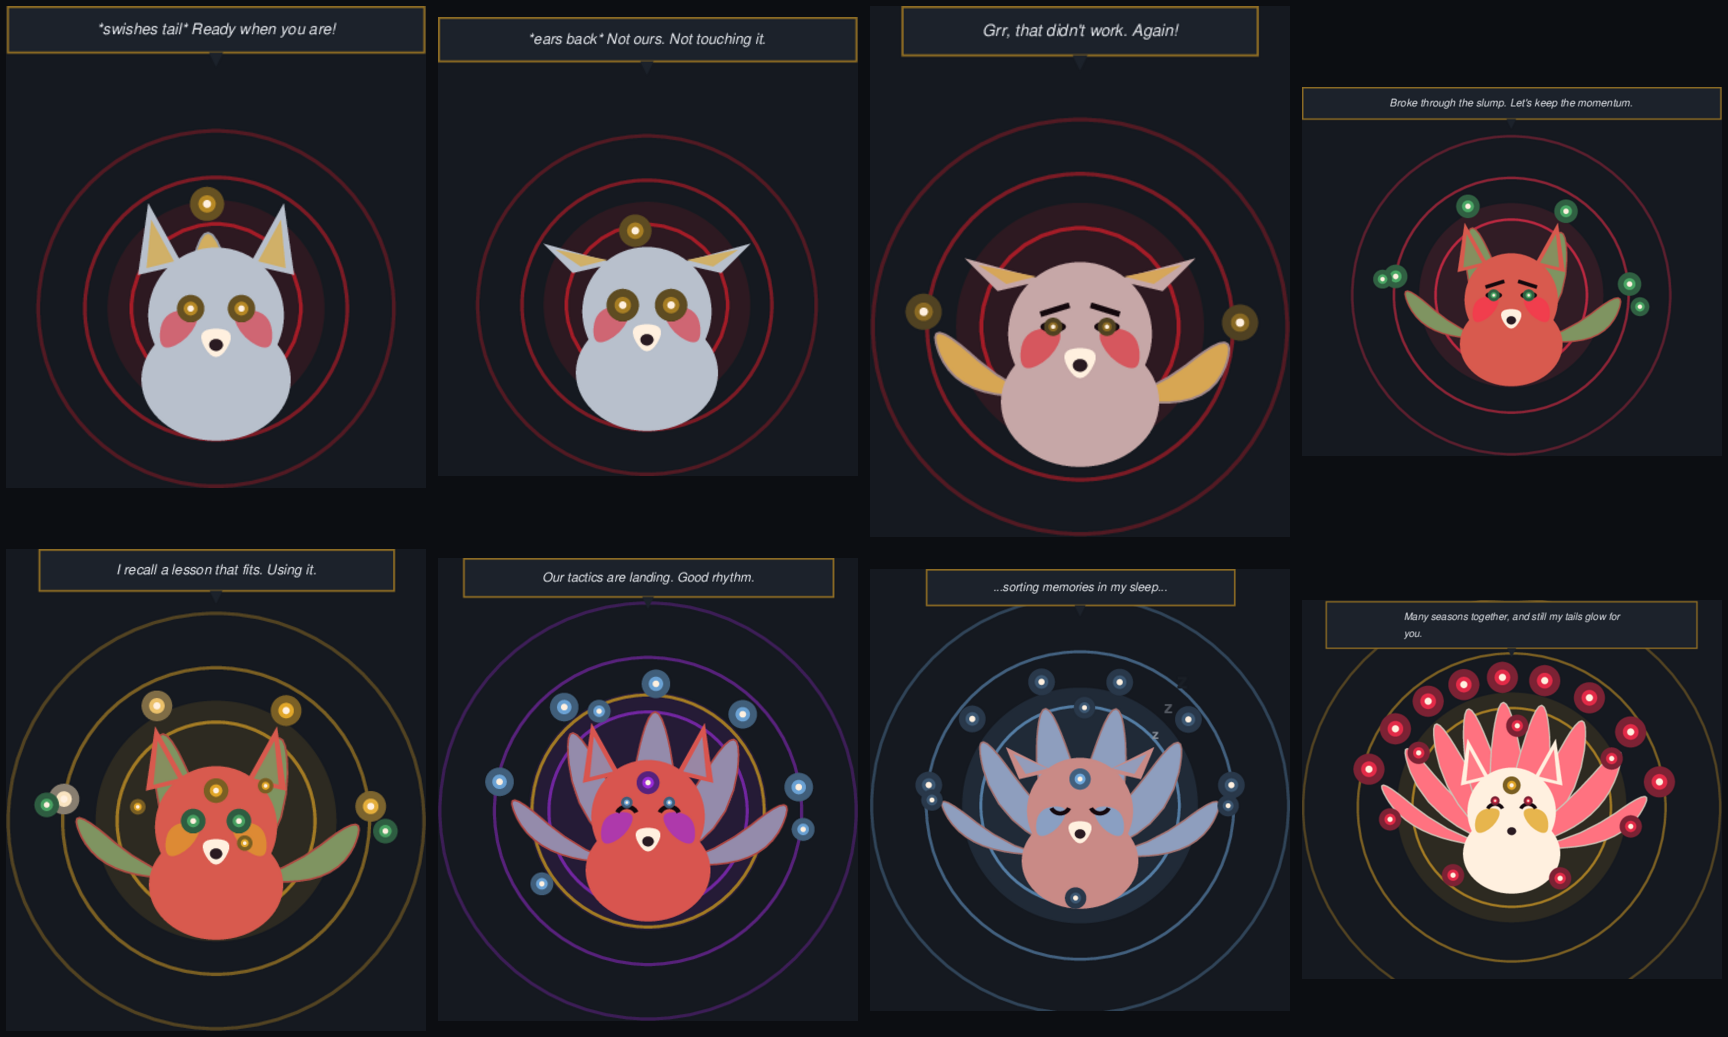 *swishes tail* Ready when you are!
*ears back* Not ours. Not touching it.
Grr, that didn't work. Again!
Broke through the slump. Let's keep the momentum.
I recall a lesson that fits. Using it.
Our tactics are landing. Good rhythm.
...sorting memories in my sleep...
z
z
z
Many seasons together, and still my tails glow for
you.